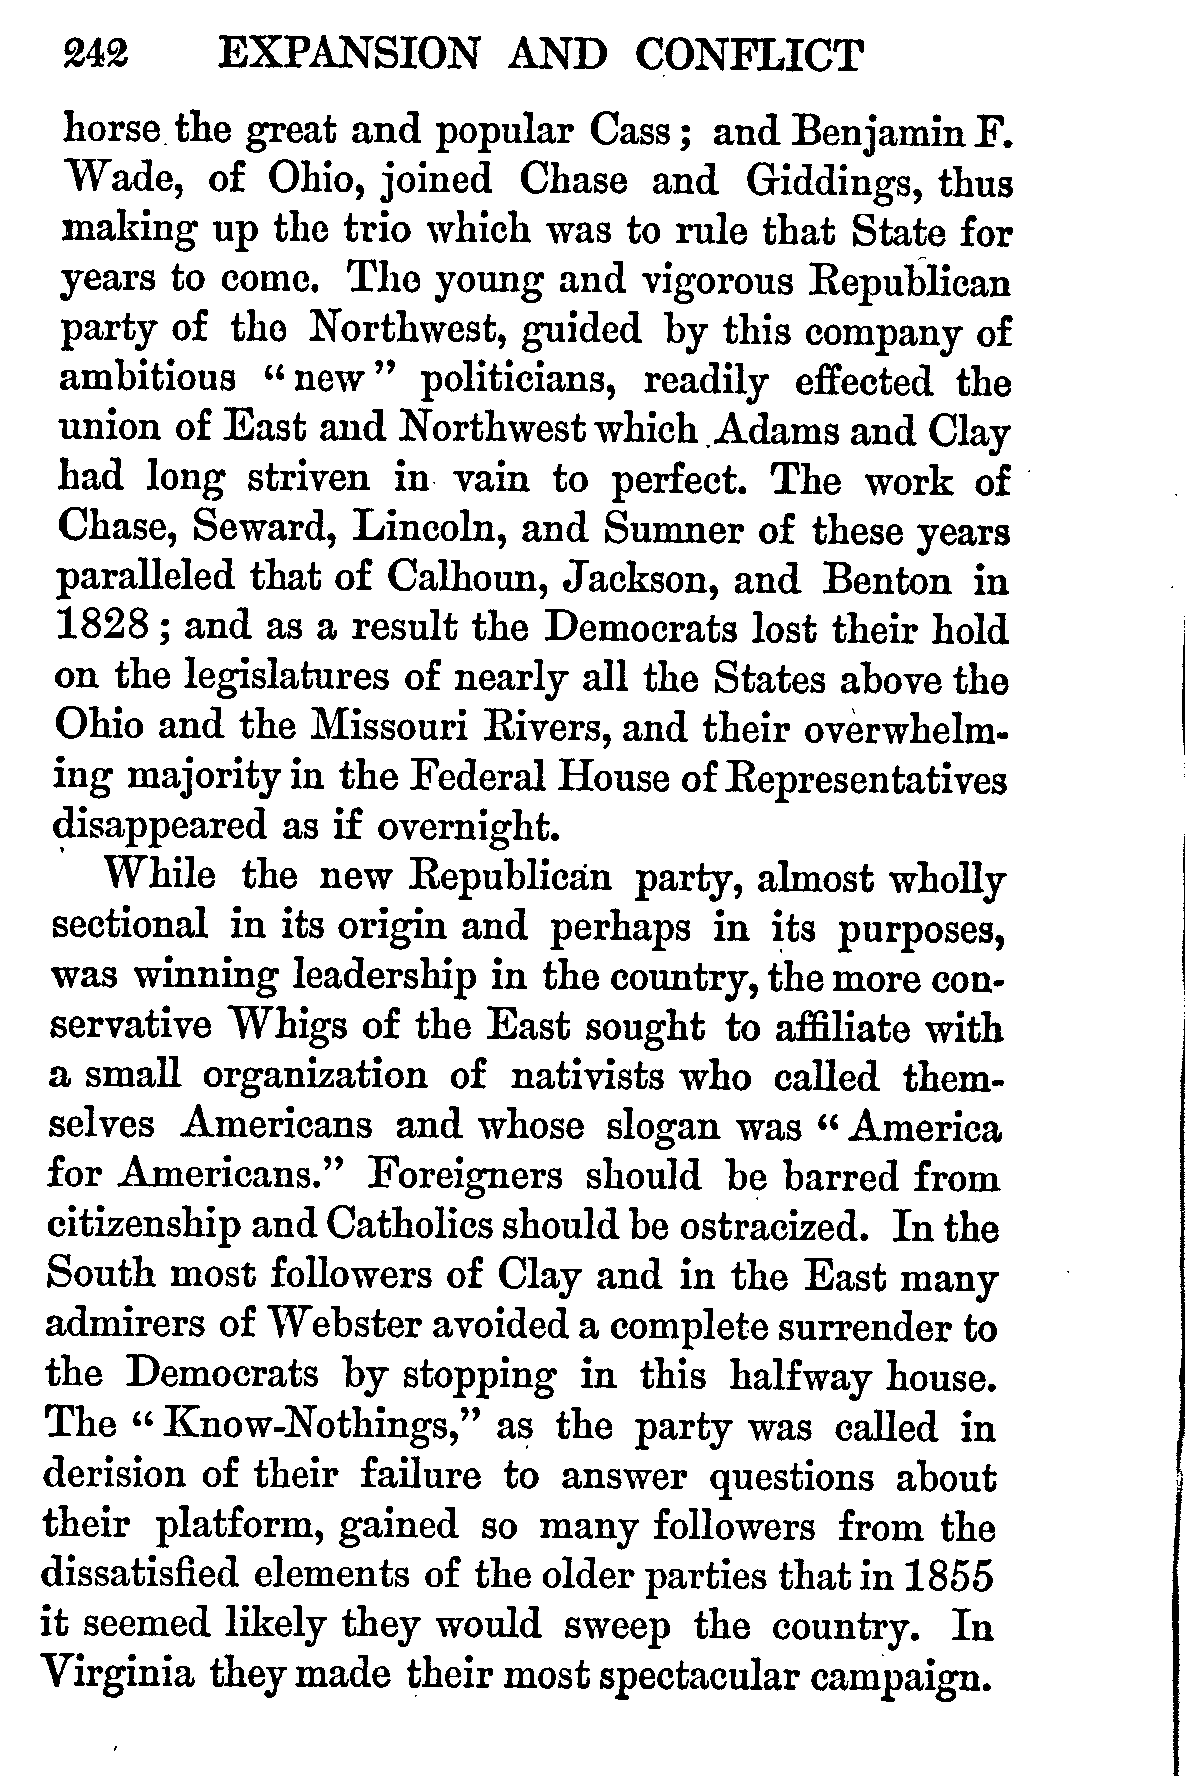 242 EXPANSION AND CONFLICT
horse the great and popular Cass; and Benjamin F.
Wade, of Ohio, joined Chase and Giddings, thus
making up the trio which was to rule that State for
years to come. The young and vigorous Republican
party of the Northwest, guided by this company of
ambitious "new" politicians, readily effected the
union of East and Northwest which Adams and Clay
had long striven in vain to perfect. The work of
Chase, Seward, Lincoln, and Sumner of these years
paralleled that of Calhoun, Jackson, and Benton in
1828; and as a result the Democrats lost their hold
on the legislatures of nearly all the States above the
Ohio and the Missouri Rivers, and their overwhelm-
ing majority in the Federal House of Representatives
disappeared as if overnight.
While the new Republican party, almost wholly
sectional in its origin and perhaps in its purposes,
was winning leadership in the country, the more con-
servative Whigs of the East sought to affiliate with
a small organization of nativists who called them-
selves Americans and whose slogan was "America
for Americans." Foreigners should be barred from
citizenship and Catholics should be ostracized. In the
South most followers of Clay and in the East many
admirers of Webster avoided a complete surrender to
the Democrats by stopping in this halfway house.
The "Know-Nothings," as the party was called in
derision of their failure to answer questions about
their platform, gained so many followers from the
dissatisfied elements of the older parties that in 1855
it seemed likely they would sweep the country. In
Virginia they made their most spectacular campaign.